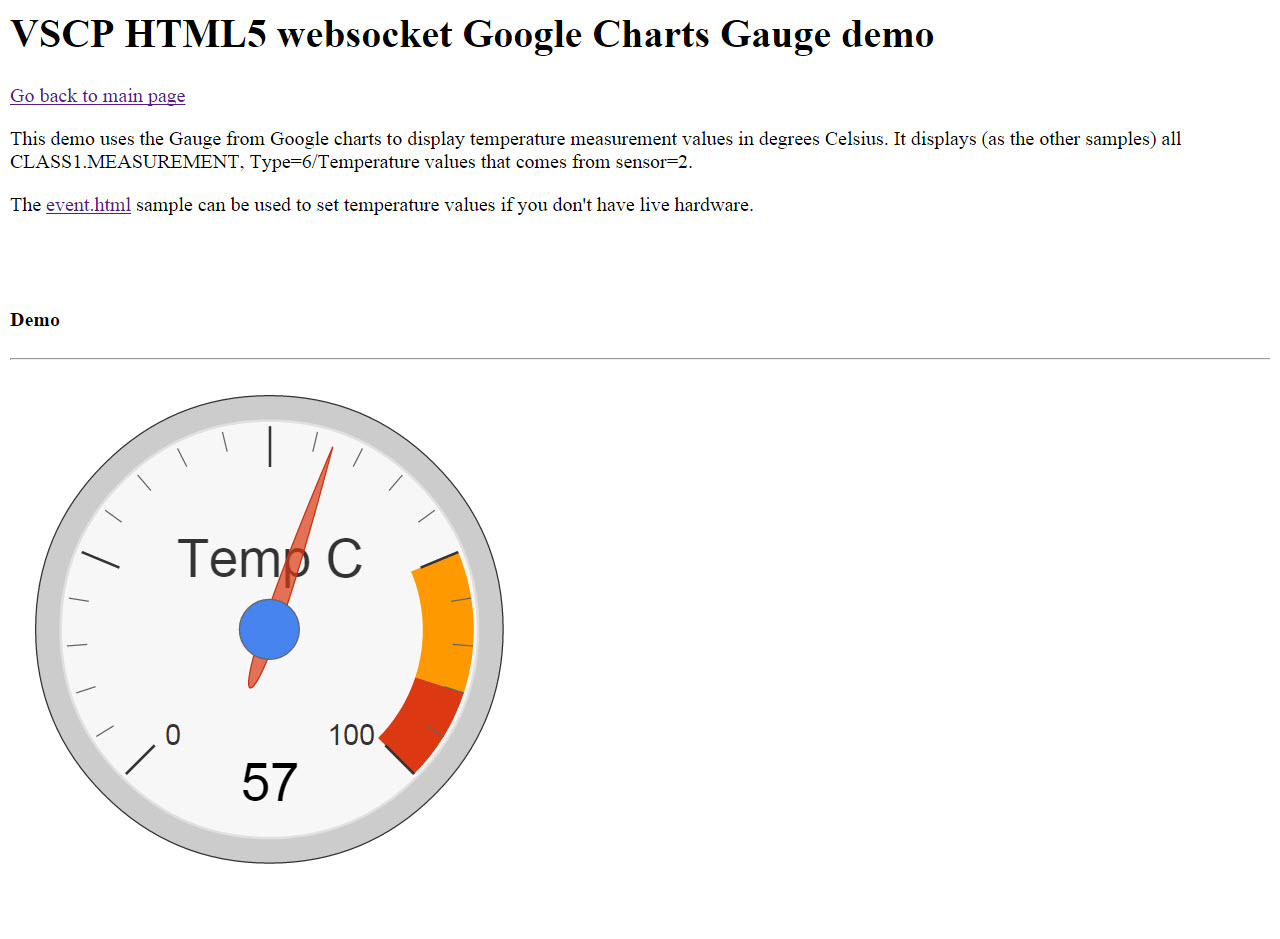 VSCP HTML5 websocket Google Charts Gauge demo
Go back to main page
This demo uses the Gauge from Google charts to display temperature measurement values in degrees Celsius. It displays (as the other samples) all
CLASS1.MEASUREMENT, Type=6/Temperature values that comes from sensor=2.
The event.html sample can be used to set temperature values if you don't have live hardware.
Demo
Temp C
0
100
57